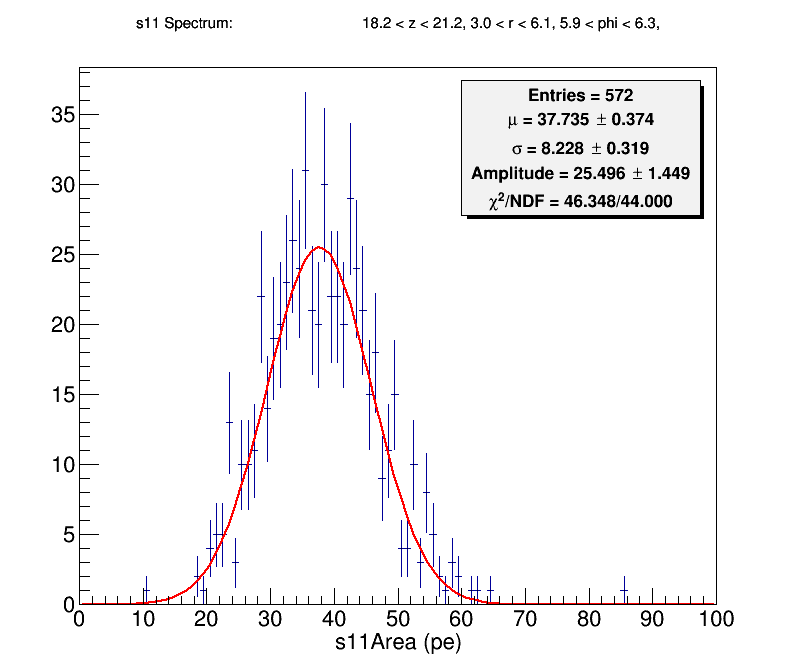 s11 Spectrum: 18.2 < z < 21.2, 3.0 < r < 6.1, 5.9 < phi < 6.3,
Entries = 572
μ = 37.735 ± 0.374
σ = 8.228 ± 0.319
Amplitude = 25.496 ± 1.449
χ²/NDF = 46.348/44.000
35
30
25
20
15
10
5
0
0 10 20 30 40 50 60 70 80 90 100
s11Area (pe)